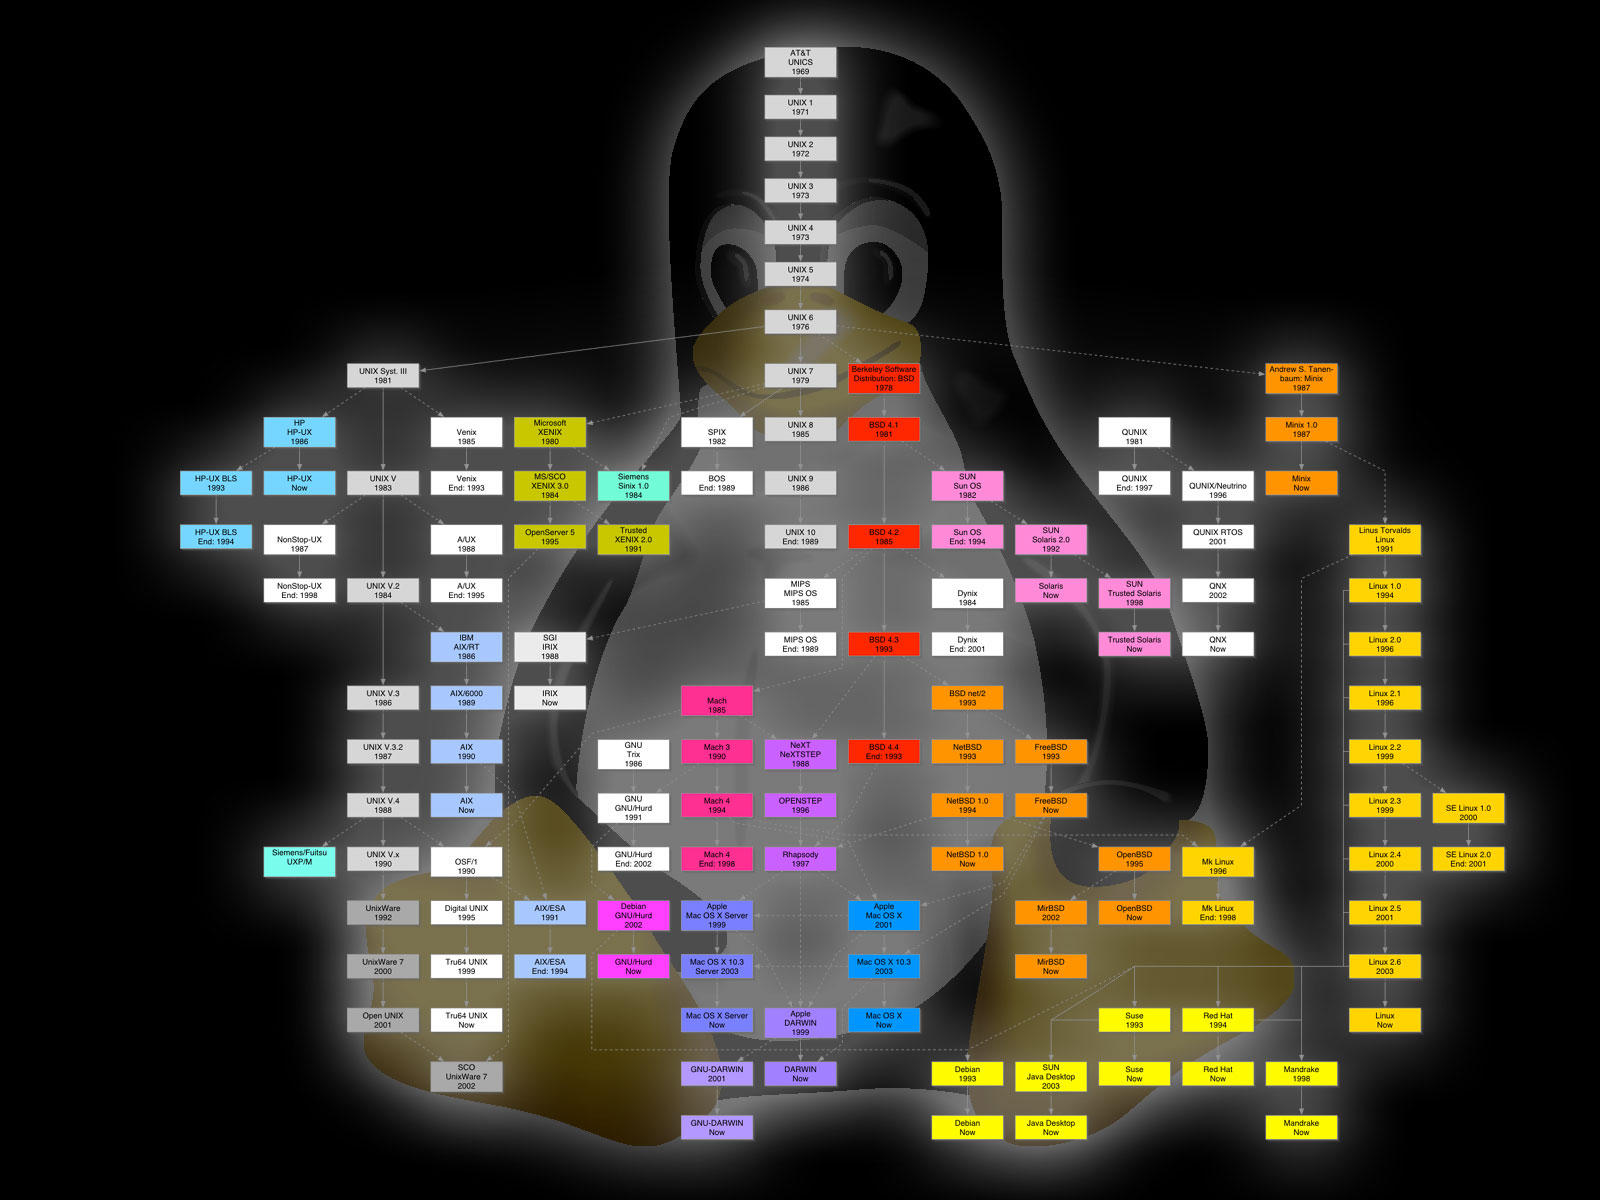 AT&T
UNICS
1969
UNIX 1
1971
UNIX 2
1972
UNIX 3
1973
UNIX 4
1973
UNIX 5
1974
UNIX 6
1976
UNIX Syst. III
1981
UNIX 7
1979
Berkeley Software
Distribution: BSD
1978
Andrew S. Tanen-
baum: Minix
1987
HP
HP-UX
1986
Venix
1985
Microsoft
XENIX
1980
SPIX
1982
UNIX 8
1985
BSD 4.1
1981
QUNIX
1981
Minix 1.0
1987
HP-UX BLS
1993
HP-UX
Now
UNIX V
1983
Venix
End: 1993
MS/SCO
XENIX 3.0
1984
Siemens
Sinix 1.0
1984
BOS
End: 1989
UNIX 9
1986
SUN
Sun OS
1982
QUNIX
End: 1997
QUNIX/Neutrino
1996
Minix
Now
HP-UX BLS
End: 1994
NonStop-UX
1987
A/UX
1988
OpenServer 5
1995
Trusted
XENIX 2.0
1991
UNIX 10
End: 1989
BSD 4.2
1985
Sun OS
End: 1994
SUN
Solaris 2.0
1992
QUNIX RTOS
2001
Linus Torvalds
Linux
1991
NonStop-UX
End: 1998
UNIX V.2
1984
A/UX
End: 1995
MIPS
MIPS OS
1985
Dynix
1984
Solaris
Now
SUN
Trusted Solaris
1998
QNX
2002
Linux 1.0
1994
IBM
AIX/RT
1986
SGI
IRIX
1988
MIPS OS
End: 1989
BSD 4.3
1993
Dynix
End: 2001
Trusted Solaris
Now
QNX
Now
Linux 2.0
1996
UNIX V.3
1986
AIX/6000
1989
IRIX
Now
Mach
1985
BSD net/2
1993
Linux 2.1
1996
UNIX V.3.2
1987
AIX
1990
GNU
Trix
1986
Mach 3
1990
NeXT
NeXTSTEP
1988
BSD 4.4
End: 1993
NetBSD
1993
FreeBSD
1993
Linux 2.2
1999
UNIX V.4
1988
AIX
Now
GNU
GNU/Hurd
1991
Mach 4
1994
OPENSTEP
1996
NetBSD 1.0
1994
FreeBSD
Now
Linux 2.3
1999
SE Linux 1.0
2000
Siemens/Fuitsu
UXP/M
UNIX V.x
1990
OSF/1
1990
GNU/Hurd
End: 2002
Mach 4
End: 1998
Rhapsody
1997
NetBSD 1.0
Now
OpenBSD
1995
Mk Linux
1996
Linux 2.4
2000
SE Linux 2.0
End: 2001
UnixWare
1992
Digital UNIX
1995
AIX/ESA
1991
Debian
GNU/Hurd
2002
Apple
Mac OS X Server
1999
Apple
Mac OS X
2001
MirBSD
2002
OpenBSD
Now
Mk Linux
End: 1998
Linux 2.5
2001
UnixWare 7
2000
Tru64 UNIX
1999
AIX/ESA
End: 1994
GNU/Hurd
Now
Mac OS X 10.3
Server 2003
Mac OS X 10.3
2003
MirBSD
Now
Linux 2.6
2003
Open UNIX
2001
Tru64 UNIX
Now
Mac OS X Server
Now
Apple
DARWIN
1999
Mac OS X
Now
Suse
1993
Red Hat
1994
Linux
Now
SCO
UnixWare 7
2002
GNU-DARWIN
2001
DARWIN
Now
Debian
1993
SUN
Java Desktop
2003
Suse
Now
Red Hat
Now
Mandrake
1998
GNU-DARWIN
Now
Debian
Now
Java Desktop
Now
Mandrake
Now